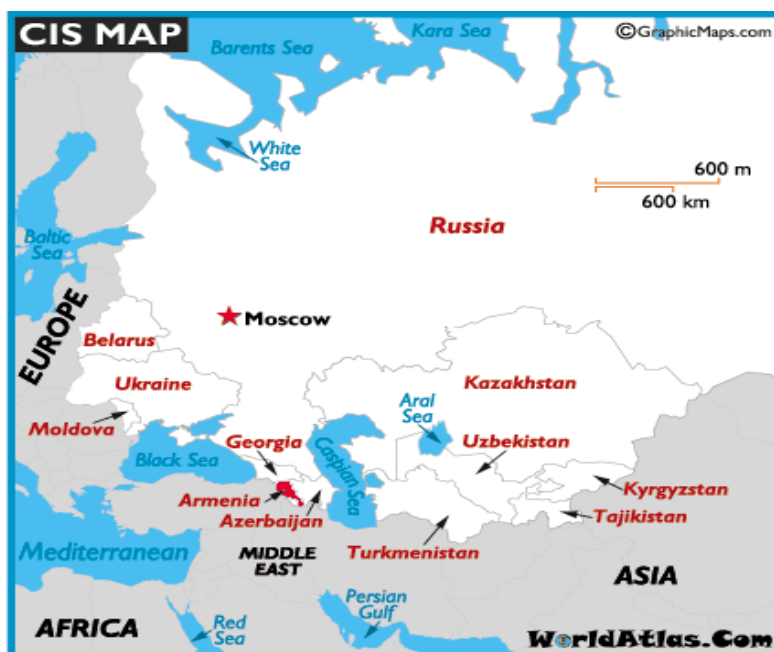 CIS MAP
Barents Sea
Kara Sea
©GraphicMaps.com
White
Sea
600 m
600 km
Russia
Baltic
Sea
EUROPE
Moscow
Belarus
Ukraine
Kazakhstan
Aral
Sea
Moldova
Georgia
Caspian Sea
Uzbekistan
Black Sea
Armenia
Azerbaijan
Kyrgyzstan
Tajikistan
Mediterranean
MIDDLE
EAST
Turkmenistan
ASIA
Persian
Gulf
AFRICA
Red
Sea
WorldAtlas.Com